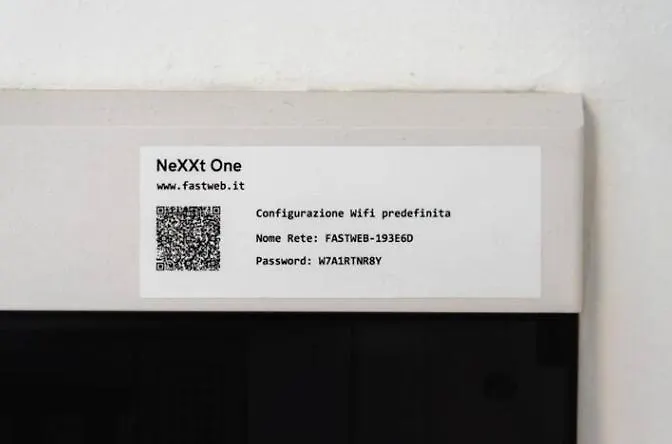 NeXXt One
www.fastweb.it
Configurazione Wifi predefinita
Nome Rete: FASTWEB-193E6D
Password: W7A1RTNR8Y